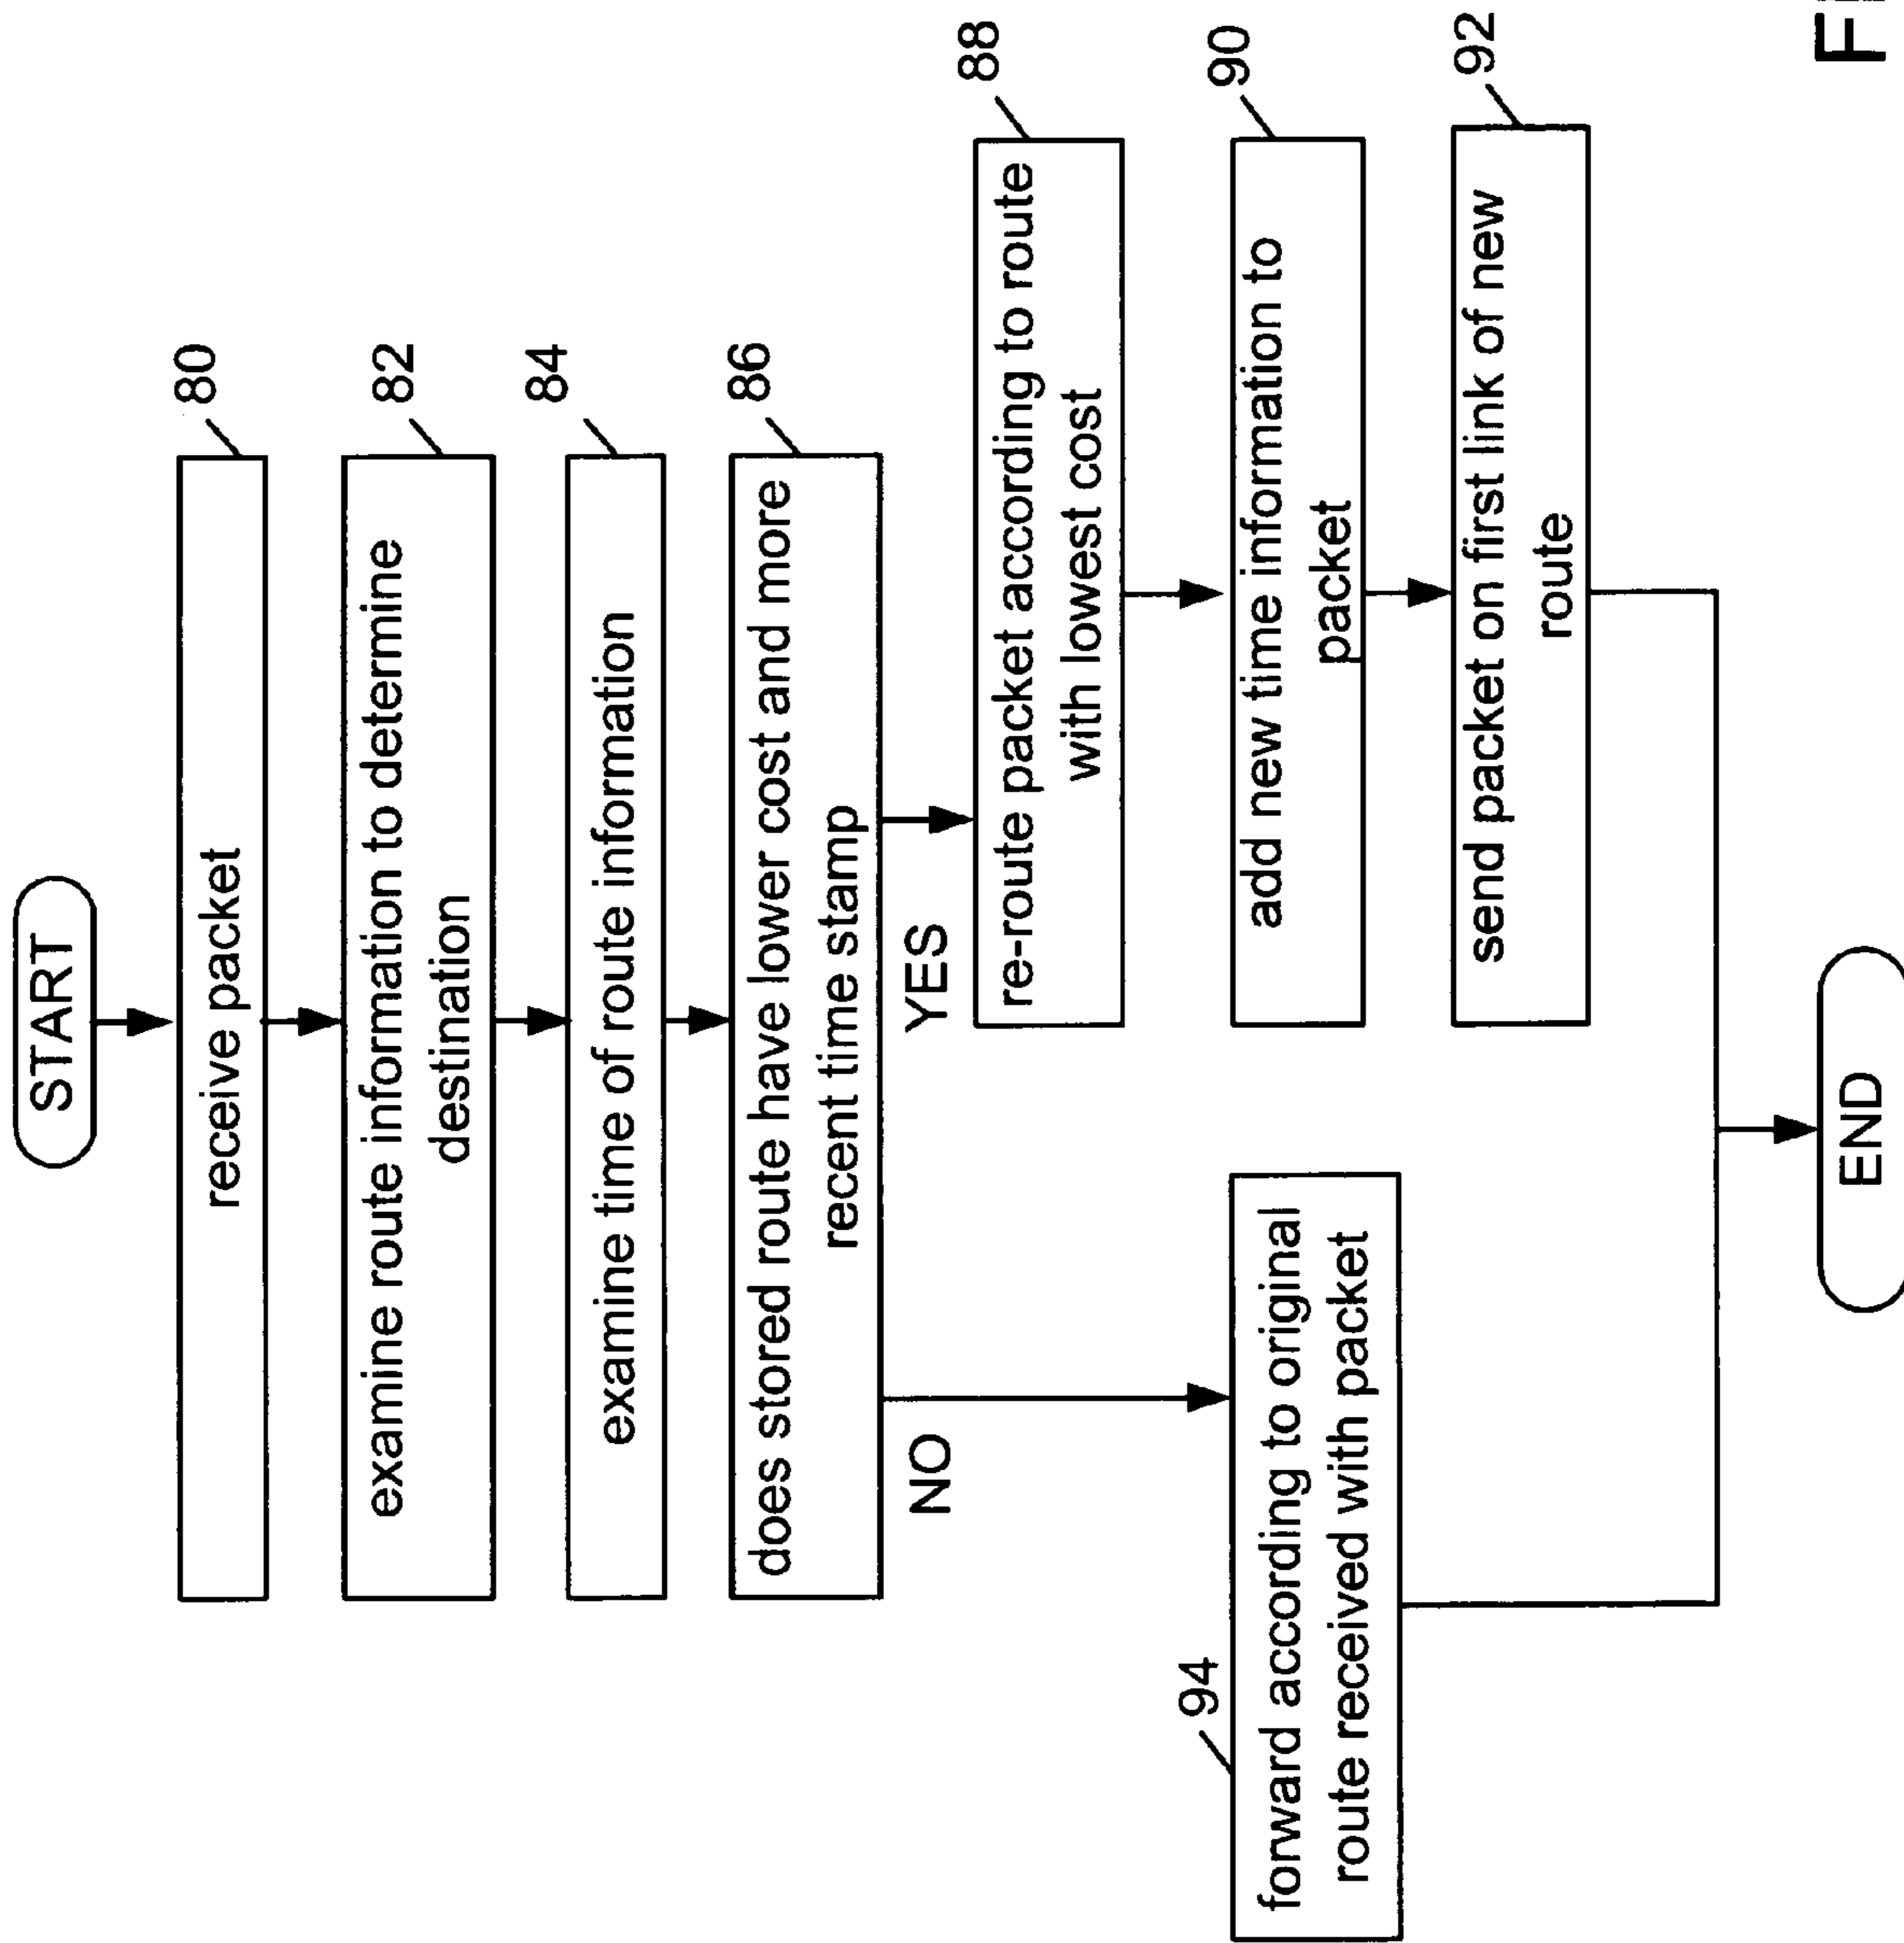 START
receive packet
80
examine route information to determine
destination
82
examine time of route information
84
does stored route have lower cost and more
recent time stamp
86
YES
NO
re-route packet according to route
with lowest cost
88
add new time information to
packet
90
send packet on first link of new
route
92
94
forward according to original
route received with packet
END